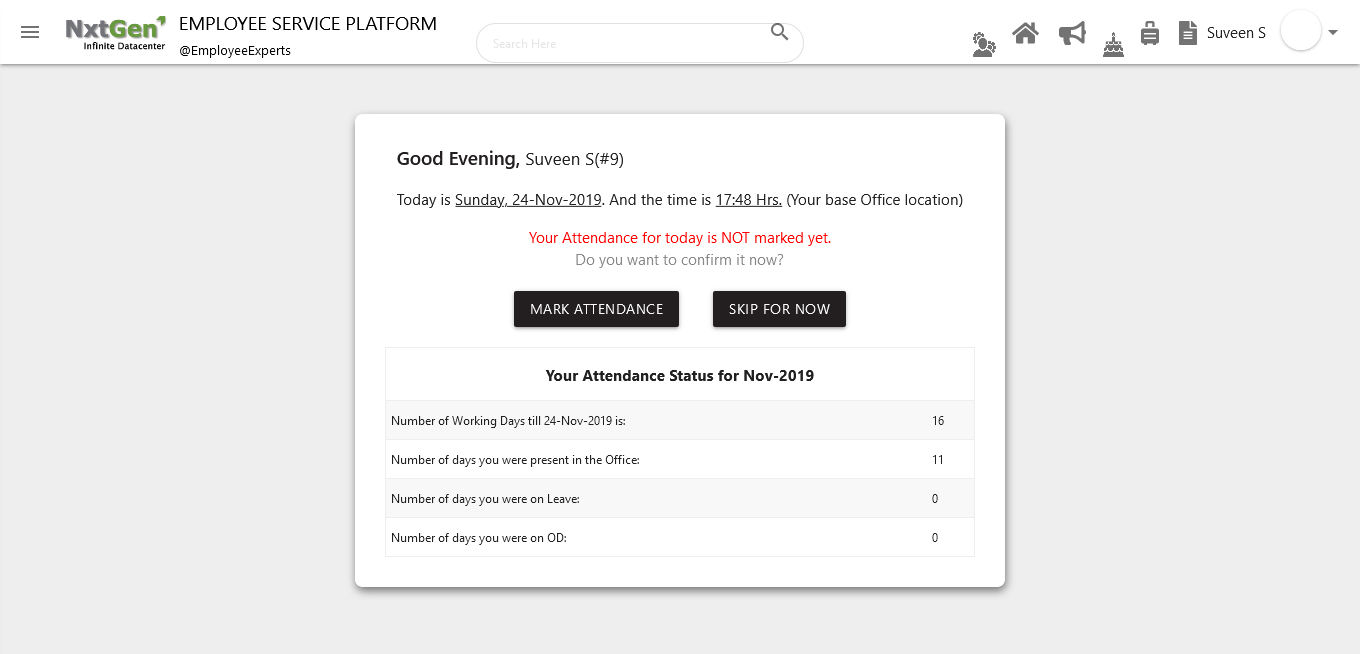 NxtGen
Infinite Datacenter
EMPLOYEE SERVICE PLATFORM
@EmployeeExperts
Search Here
Suveen S
Good Evening, Suveen S(#9)
Today is Sunday, 24-Nov-2019. And the time is 17:48 Hrs. (Your base Office location)
Your Attendance for today is NOT marked yet.
Do you want to confirm it now?
MARK ATTENDANCE SKIP FOR NOW
Your Attendance Status for Nov-2019
Number of Working Days till 24-Nov-2019 is: 16
Number of days you were present in the Office: 11
Number of days you were on Leave: 0
Number of days you were on OD: 0